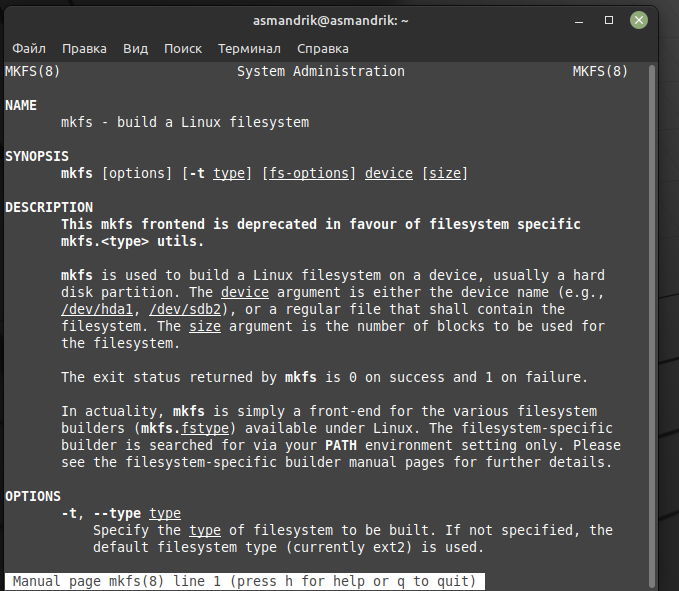 asmandrik@asmandrik: ~
Файл Правка Вид Поиск Терминал Справка
MKFS(8) System Administration MKFS(8)
NAME
mkfs - build a Linux filesystem
SYNOPSIS
mkfs [options] [-t type] [fs-options] device [size]
DESCRIPTION
This mkfs frontend is deprecated in favour of filesystem specific
mkfs.<type> utils.
mkfs is used to build a Linux filesystem on a device, usually a hard
disk partition. The device argument is either the device name (e.g.,
/dev/hda1, /dev/sdb2), or a regular file that shall contain the
filesystem. The size argument is the number of blocks to be used for
the filesystem.
The exit status returned by mkfs is 0 on success and 1 on failure.
In actuality, mkfs is simply a front-end for the various filesystem
builders (mkfs.fstype) available under Linux. The filesystem-specific
builder is searched for via your PATH environment setting only. Please
see the filesystem-specific builder manual pages for further details.
OPTIONS
-t, --type type
Specify the type of filesystem to be built. If not specified, the
default filesystem type (currently ext2) is used.
Manual page mkfs(8) line 1 (press h for help or q to quit)